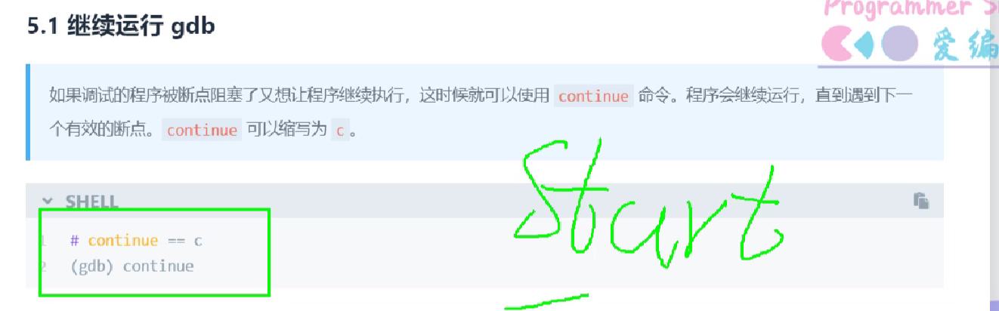 Programmer S
爱编
5.1 继续运行 gdb
如果调试的程序被断点阻塞了又想让程序继续执行，这时候就可以使用 continue 命令。程序会继续运行，直到遇到下一
个有效的断点。continue 可以缩写为 c 。
SHELL
Start
1 # continue == c
2 (gdb) continue